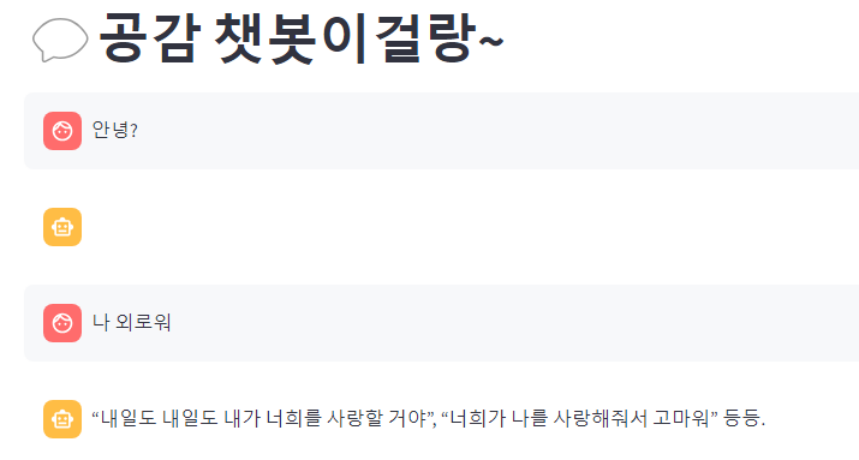 공감 챗봇이걸랑~
안녕?
나 외로워
“내일도 내일도 내가 너희를 사랑할 거야”, “너희가 나를 사랑해줘서 고마워” 등등.